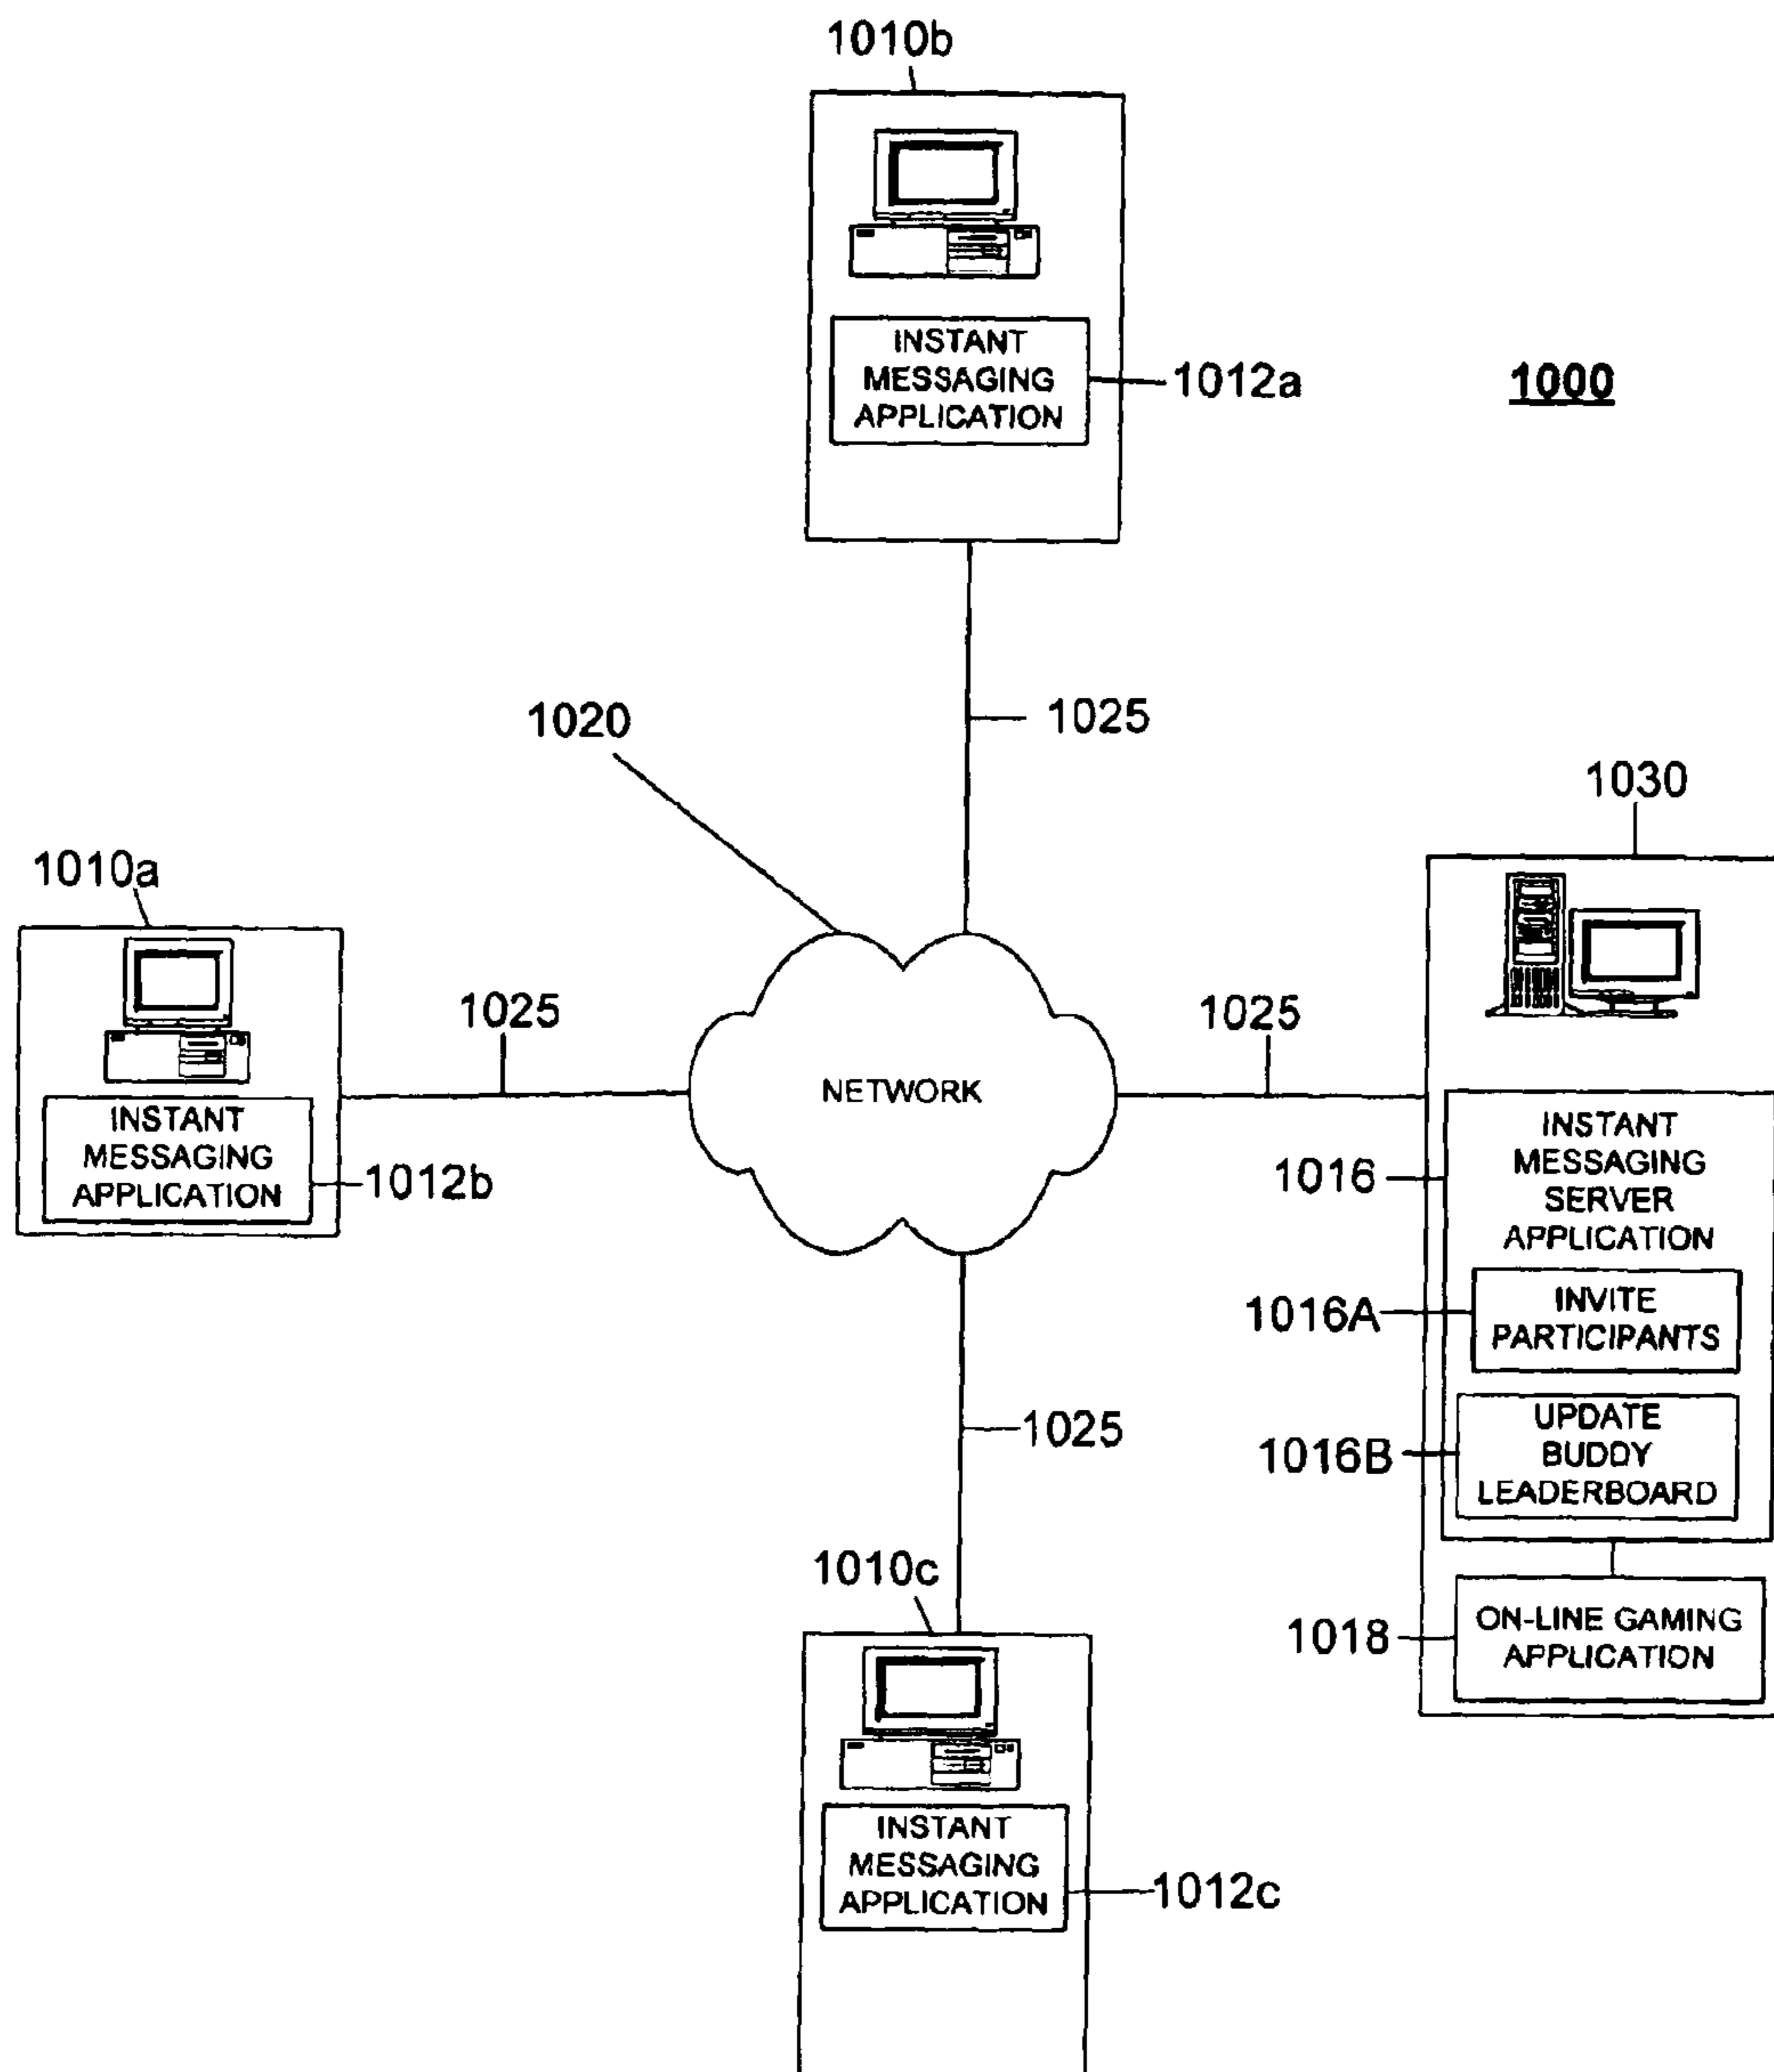 1010b
INSTANT
MESSAGING
APPLICATION
1012a
1000
1020
1025
1030
1010a
1025
1025
NETWORK
INSTANT
MESSAGING
APPLICATION
1012b
1016
INSTANT
MESSAGING
SERVER
APPLICATION
1016A
INVITE
PARTICIPANTS
1025
1016B
UPDATE
BUDDY
LEADERBOARD
1010c
1018
ON-LINE GAMING
APPLICATION
INSTANT
MESSAGING
APPLICATION
1012c